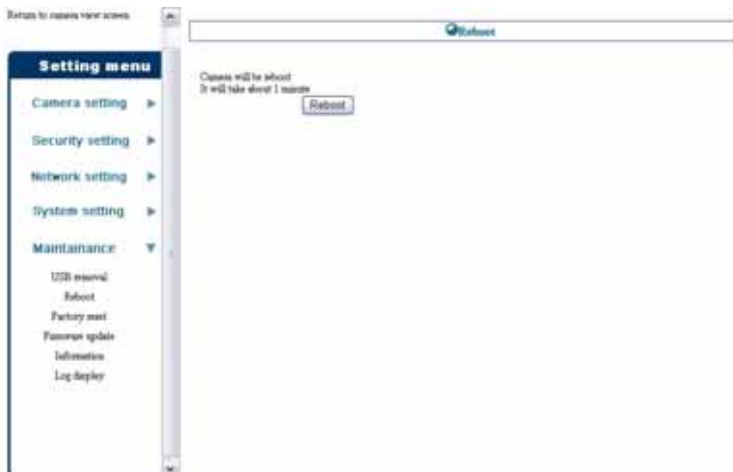 Return to camera view screen
Reboot
Setting menu
Camera will be reboot
It will take about 1 minute
Reboot
Camera setting
Security setting
Network setting
System setting
Maintainance
USB removal
Reboot
Factory reset
Firmware update
Information
Log display